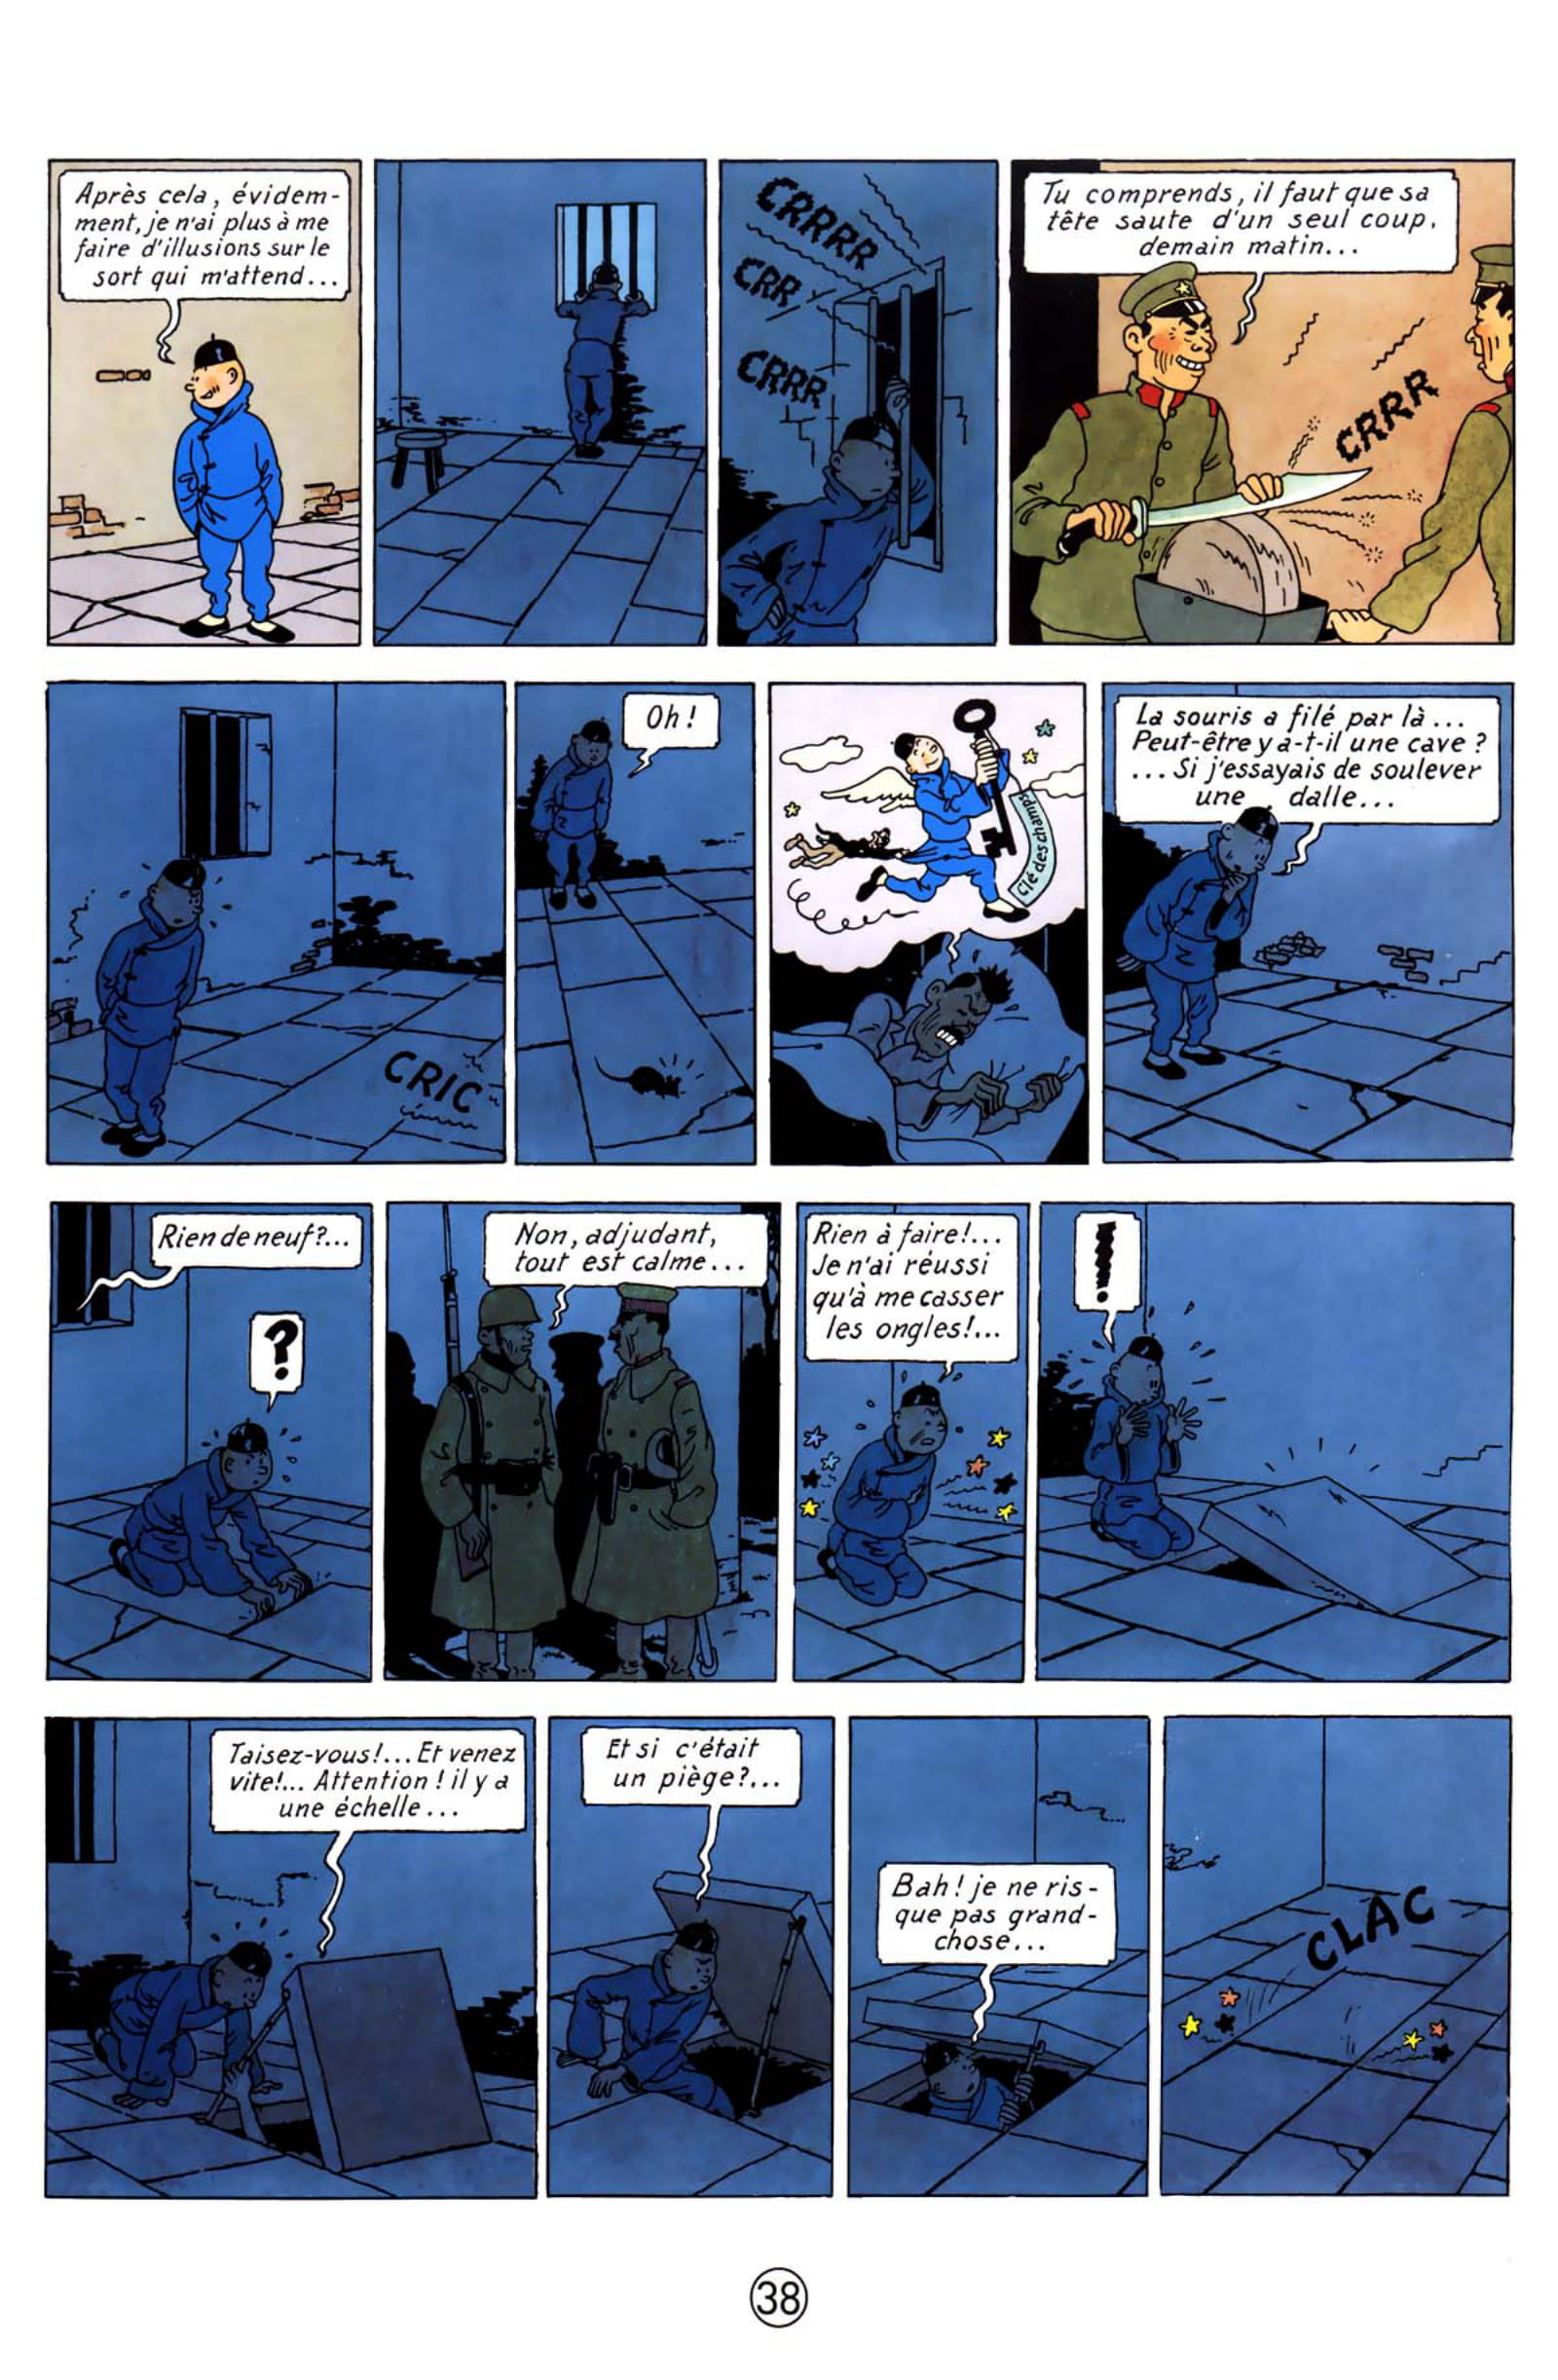 Après cela, évidem-
ment, je n'ai plus à me
faire d'illusions sur le
sort qui m'attend...
CRRRR
CRR
CRRR
Tu comprends, il faut que sa
tête saute d'un seul coup,
demain matin...
CRRR
CRIC
Oh!
Clé des champs
La souris a filé par là...
Peut-être y a-t-il une cave?
...Si j'essayais de soulever
une dalle...
Rien de neuf?...
?
Non, adjudant,
tout est calme...
Rien à faire!...
Je n'ai réussi
qu'à me casser
les ongles!...
!
Taisez-vous!... Et venez
vite!... Attention! il y a
une échelle...
Et si c'était
un piège?...
Bah! je ne ris-
que pas grand-
chose...
CLAC
38